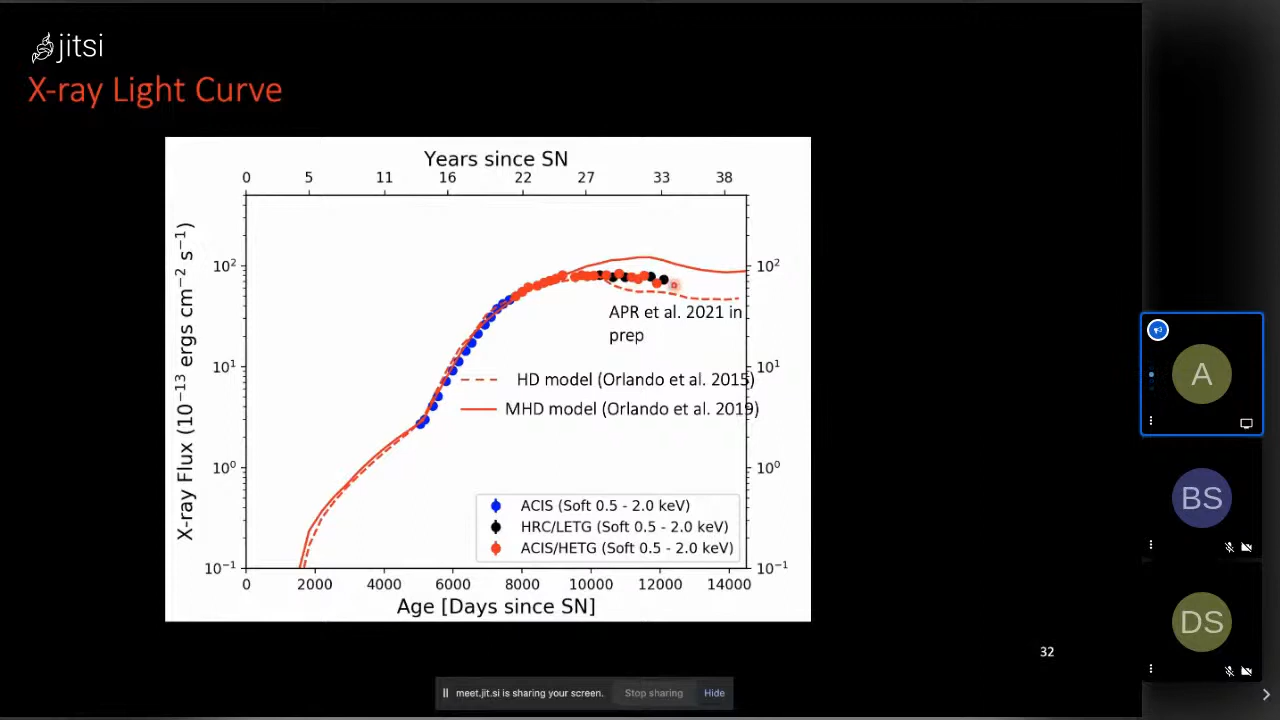 jitsi
X-ray Light Curve
Years since SN
0 5 11 16 22 27 33 38
X-ray Flux (10⁻¹³ ergs cm⁻² s⁻¹)
10² 10²
APR et al. 2021 in
prep
10¹ 10¹
HD model (Orlando et al. 2015)
MHD model (Orlando et al. 2019)
10⁰ 10⁰
ACIS (Soft 0.5 - 2.0 keV)
HRC/LETG (Soft 0.5 - 2.0 keV)
ACIS/HETG (Soft 0.5 - 2.0 keV)
10⁻¹ 10⁻¹
0 2000 4000 6000 8000 10000 12000 14000
Age [Days since SN]
32
A
BS
DS
meet.jit.si is sharing your screen. Stop sharing Hide